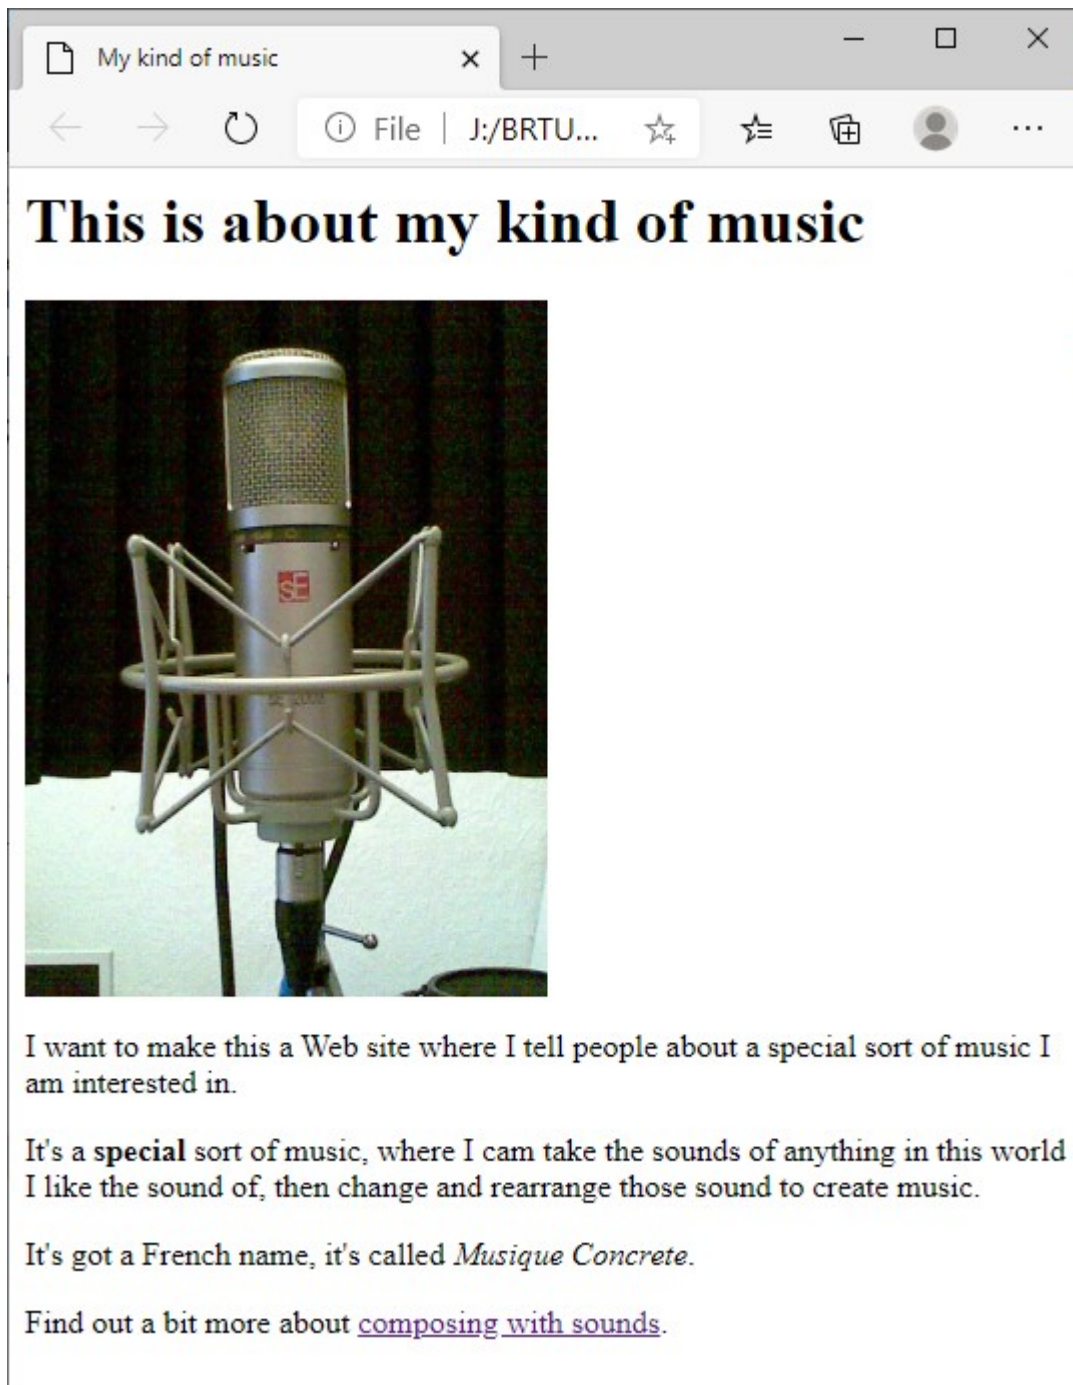 My kind of music
File J:/BRTU...
This is about my kind of music
sE
I want to make this a Web site where I tell people about a special sort of music I
am interested in.
It's a special sort of music, where I cam take the sounds of anything in this world
I like the sound of, then change and rearrange those sound to create music.
It's got a French name, it's called Musique Concrete.
Find out a bit more about composing with sounds.